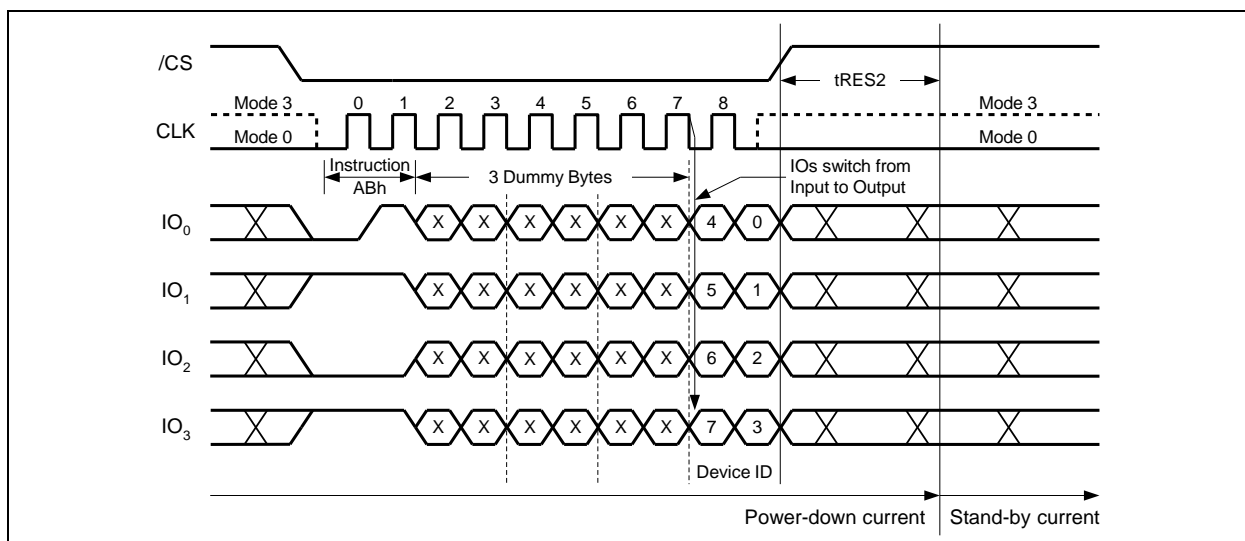 /CS
tRES2
Mode 3 0 1 2 3 4 5 6 7 8 Mode 3
CLK
Mode 0 Mode 0
Instruction
ABh
3 Dummy Bytes
IOs switch from
Input to Output
IO0 X X X X X X 4 0
IO1 X X X X X X 5 1
IO2 X X X X X X 6 2
IO3 X X X X X X 7 3
Device ID
Power-down current Stand-by current